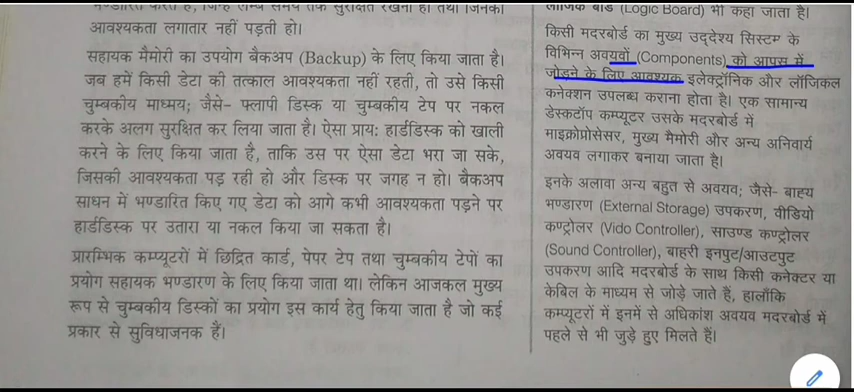 आवश्यकता लगातार नहीं पड़ती हो।
सहायक मैमोरी का उपयोग बैकअप (Backup) के लिए किया जाता है।
जब हमें किसी डेटा की तत्काल आवश्यकता नहीं रहती, तो उसे किसी
चुम्बकीय माध्यम; जैसे- फ्लापी डिस्क या चुम्बकीय टेप पर नकल
करके अलग सुरक्षित कर लिया जाता है। ऐसा प्राय: हार्डडिस्क को खाली
करने के लिए किया जाता है, ताकि उस पर ऐसा डेटा भरा जा सके,
जिसकी आवश्यकता पड़ रही हो और डिस्क पर जगह न हो। बैकअप
साधन में भण्डारित किए गए डेटा को आगे कभी आवश्यकता पड़ने पर
हार्डडिस्क पर उतारा या नकल किया जा सकता है।
प्रारम्भिक कम्प्यूटरों में छिद्रित कार्ड, पेपर टेप तथा चुम्बकीय टेपों का
प्रयोग सहायक भण्डारण के लिए किया जाता था। लेकिन आजकल मुख्य
रूप से चुम्बकीय डिस्कों का प्रयोग इस कार्य हेतु किया जाता है जो कई
प्रकार से सुविधाजनक हैं।
लॉजिक बोर्ड (Logic Board) भी कहा जाता है।
किसी मदरबोर्ड का मुख्य उद्देश्य सिस्टम के
विभिन्न अवयवों (Components) को आपस में
जोड़ने के लिए आवश्यक इलेक्ट्रॉनिक और लॉजिकल
कनेक्शन उपलब्ध कराना होता है। एक सामान्य
डेस्कटॉप कम्प्यूटर उसके मदरबोर्ड में
माइक्रोप्रोसेसर, मुख्य मैमोरी और अन्य अनिवार्य
अवयव लगाकर बनाया जाता है।
इनके अलावा अन्य बहुत से अवयव; जैसे- बाह्य
भण्डारण (External Storage) उपकरण, वीडियो
कण्ट्रोलर (Vido Controller), साउण्ड कण्ट्रोलर
(Sound Controller), बाहरी इनपुट/आउटपुट
उपकरण आदि मदरबोर्ड के साथ किसी कनेक्टर या
केबिल के माध्यम से जोड़े जाते हैं, हालाँकि
कम्प्यूटरों में इनमें से अधिकांश अवयव मदरबोर्ड में
पहले से भी जुड़े हुए मिलते हैं।